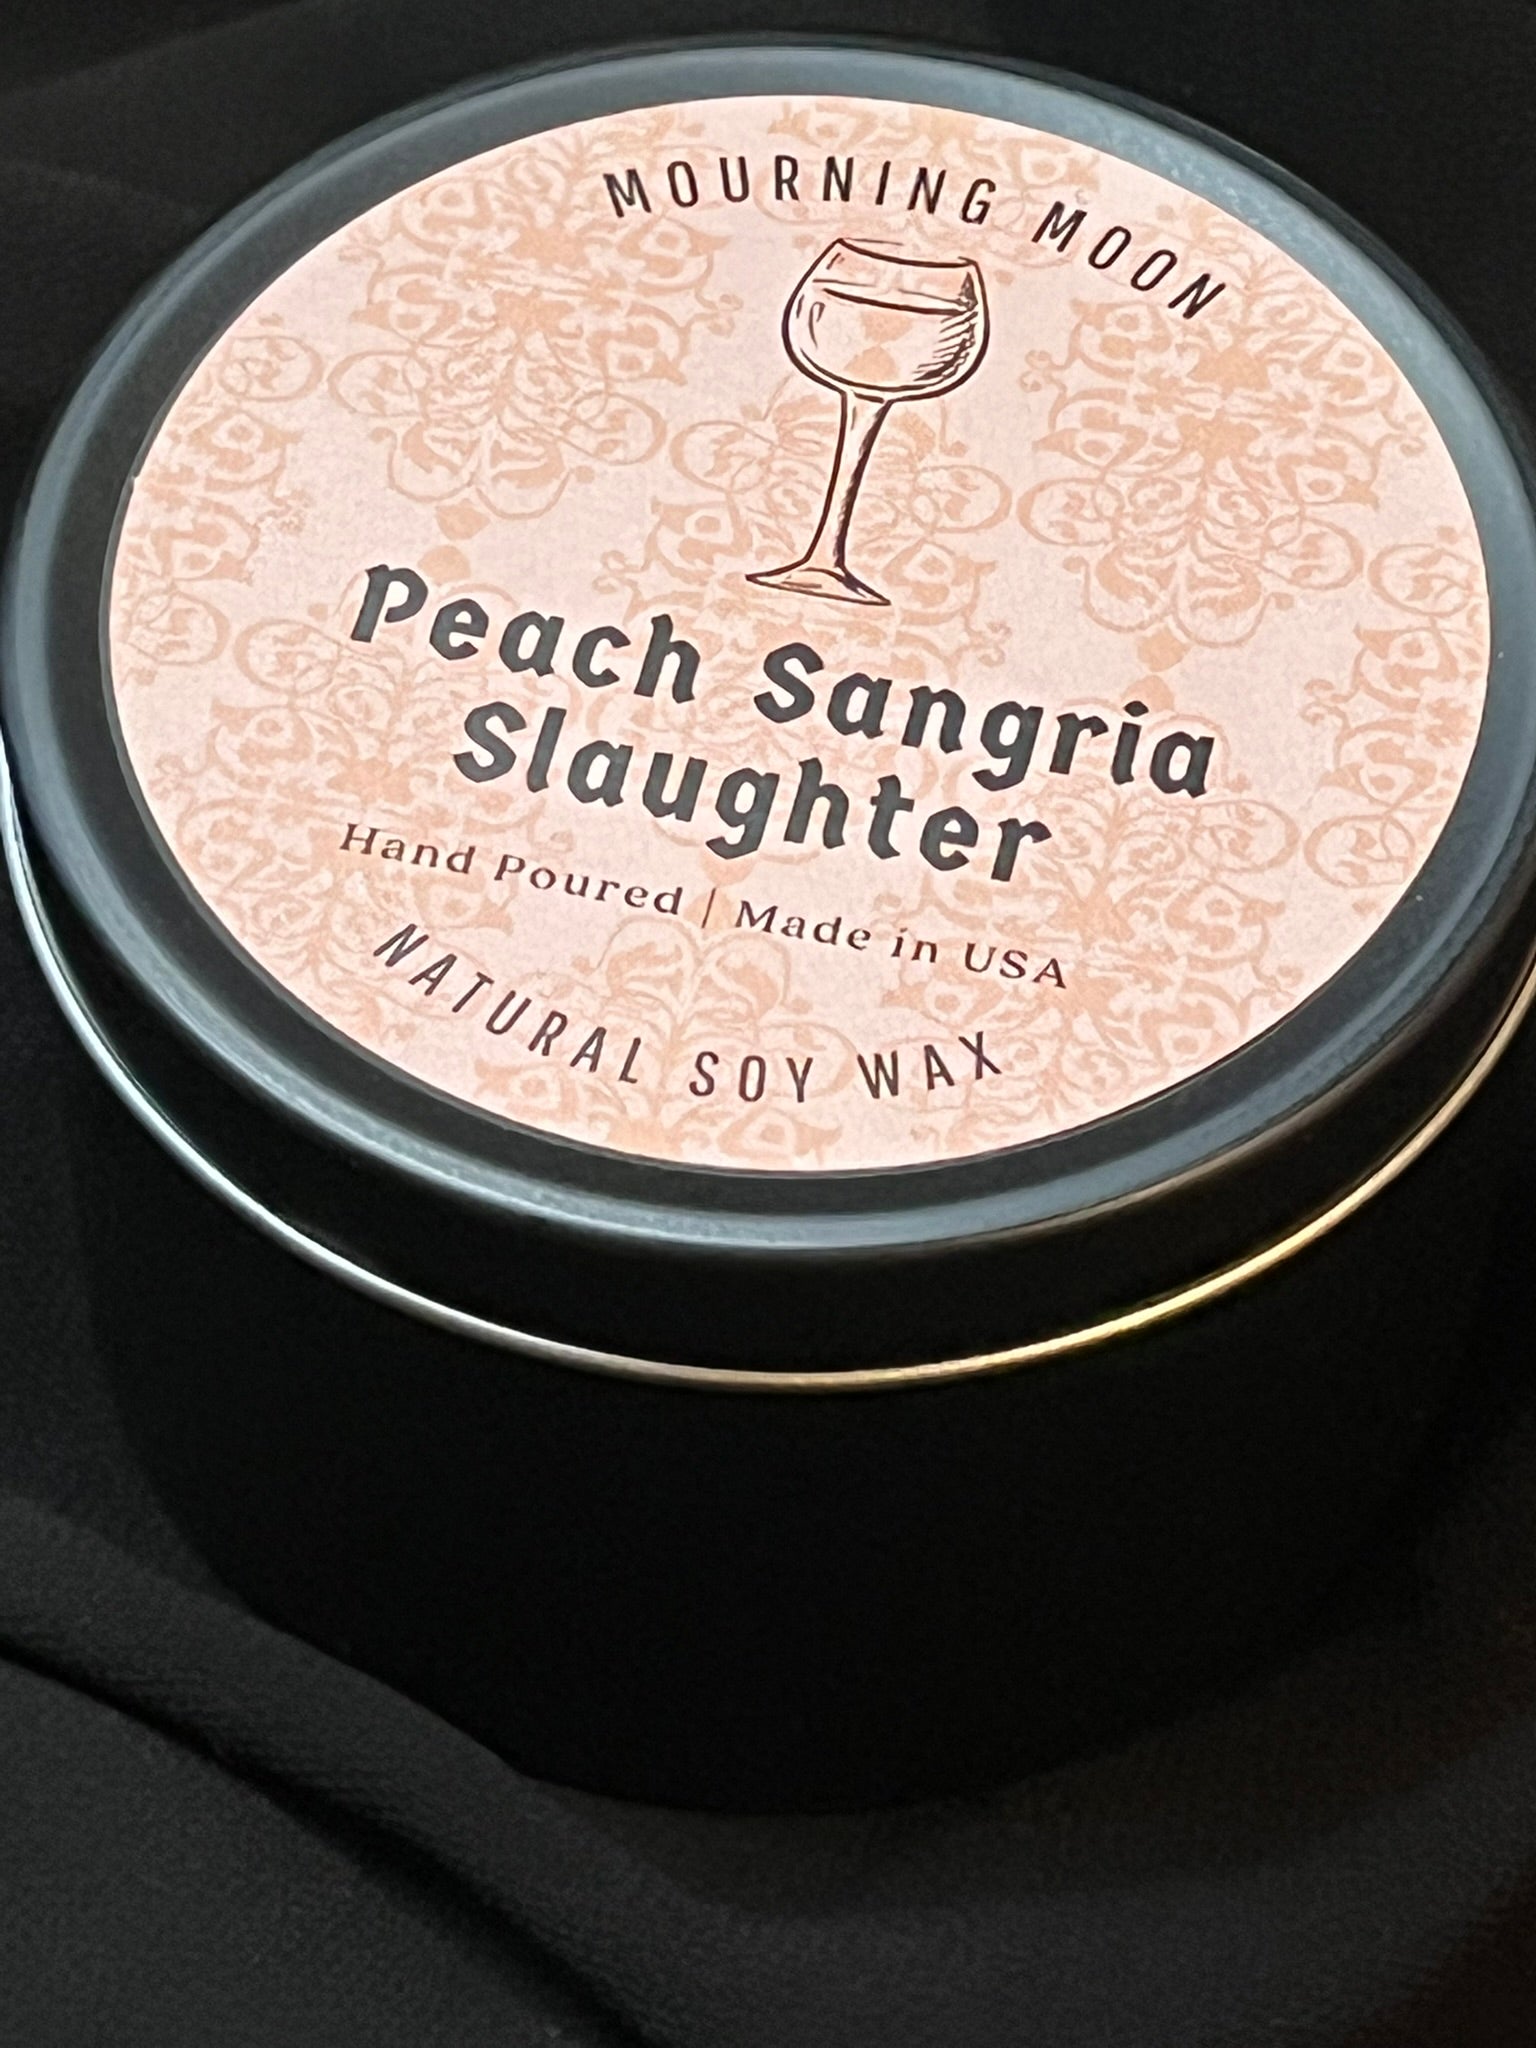 MOURNING MOON
Peach Sangria
Slaughter
Hand Poured | Made in USA
NATURAL SOY WAX